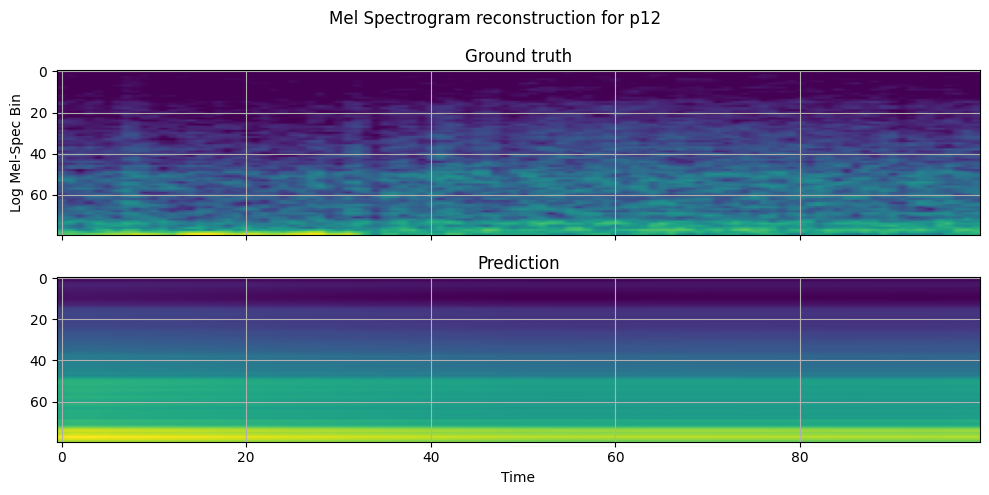 Mel Spectrogram reconstruction for p12
Ground truth
Log Mel-Spec Bin
0
20
40
60
Prediction
0
20
40
60
0 20 40 60 80
Time